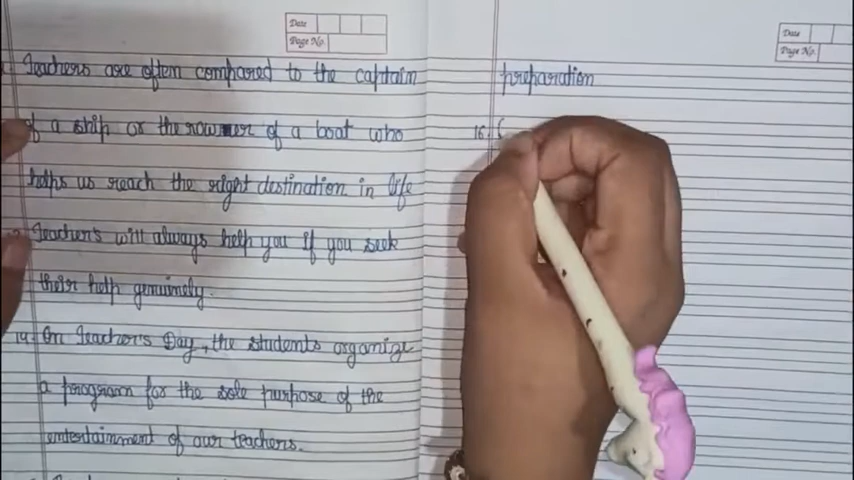 Date
Page No.
Teachers are often compared to the captain
of a ship or the rower of a boat who
helps us reach the right destination in life
Teacher's will always help you if you seek
their help genuinely.
14. On Teacher's Day, the students organize
a program for the sole purpose of the
entertainment of our teachers.
Date
Page No.
preparation
16.